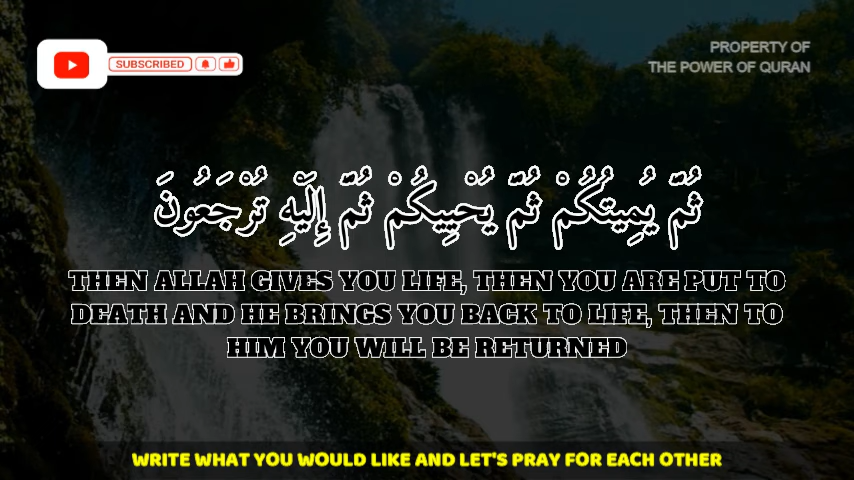 SUBSCRIBED
PROPERTY OF
THE POWER OF QURAN
ثُمَّ يُمِيتُكُمْ ثُمَّ يُحْيِيكُمْ ثُمَّ إِلَيْهِ تُرْجَعُونَ
THEN ALLAH GIVES YOU LIFE, THEN YOU ARE PUT TO
DEATH AND HE BRINGS YOU BACK TO LIFE, THEN TO
HIM YOU WILL BE RETURNED
WRITE WHAT YOU WOULD LIKE AND LET'S PRAY FOR EACH OTHER